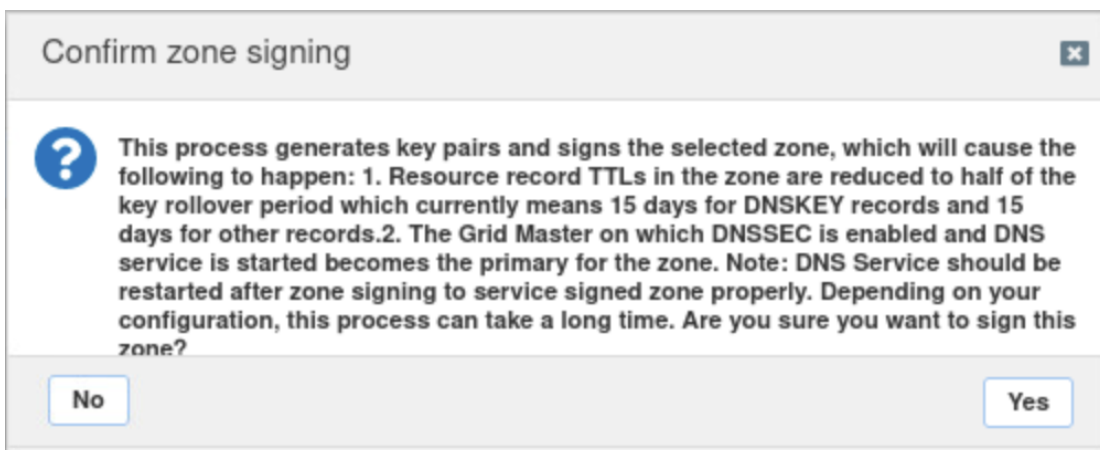 Confirm zone signing
This process generates key pairs and signs the selected zone, which will cause the
following to happen: 1. Resource record TTLs in the zone are reduced to half of the
key rollover period which currently means 15 days for DNSKEY records and 15
days for other records.2. The Grid Master on which DNSSEC is enabled and DNS
service is started becomes the primary for the zone. Note: DNS Service should be
restarted after zone signing to service signed zone properly. Depending on your
configuration, this process can take a long time. Are you sure you want to sign this
zone?
No
Yes